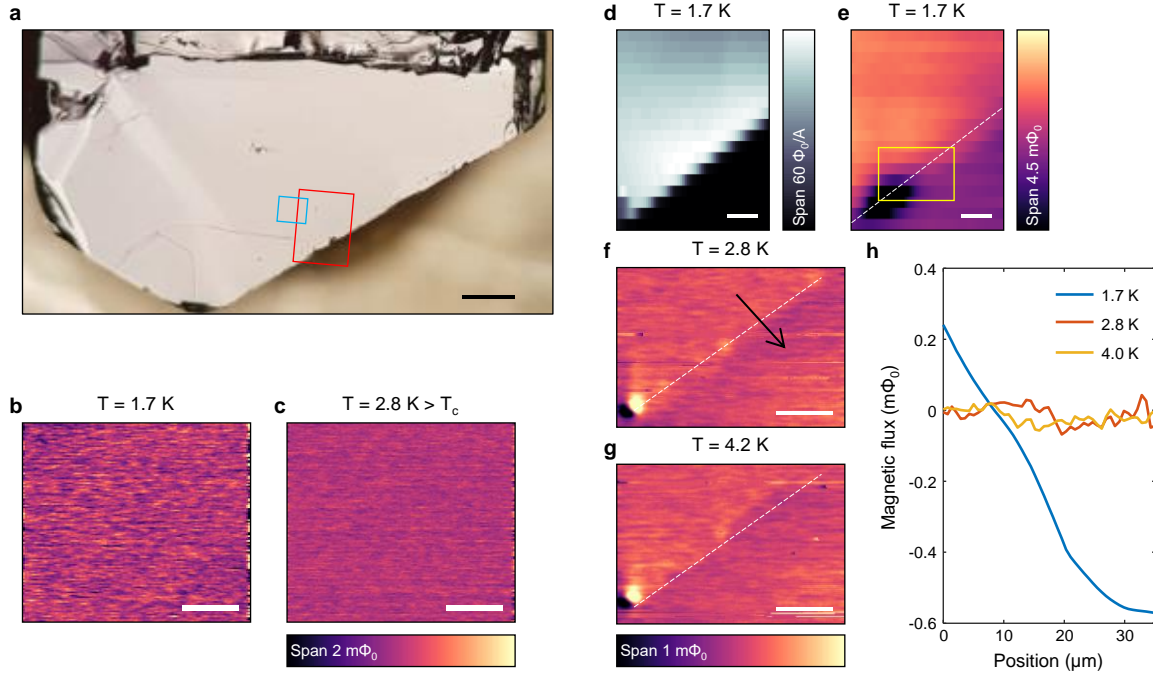 a
b
T = 1.7 K
c
T = 2.8 K > Tc
Span 2 mΦ0
d
T = 1.7 K
Span 60 Φ0/A
e
T = 1.7 K
Span 4.5 mΦ0
f
T = 2.8 K
g
T = 4.2 K
Span 1 mΦ0
h
0.4
0.2
0
-0.2
-0.4
-0.6
Magnetic flux (mΦ0)
1.7 K
2.8 K
4.0 K
0 10 20 30
Position (µm)